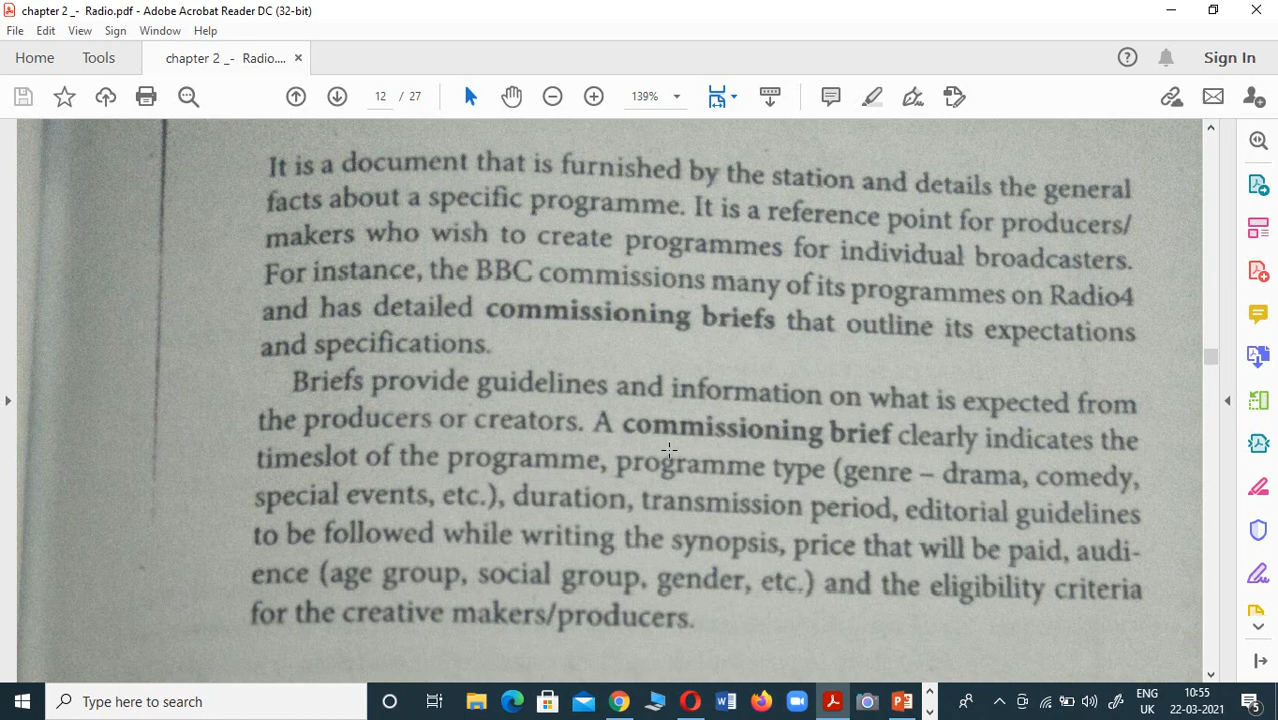 chapter 2 _- Radio.pdf - Adobe Acrobat Reader DC (32-bit)
File Edit View Sign Window Help
Home Tools chapter 2 _- Radio.... × Sign In
12 / 27 139%
It is a document that is furnished by the station and details the general
facts about a specific programme. It is a reference point for producers/
makers who wish to create programmes for individual broadcasters.
For instance, the BBC commissions many of its programmes on Radio4
and has detailed commissioning briefs that outline its expectations
and specifications.
Briefs provide guidelines and information on what is expected from
the producers or creators. A commissioning brief clearly indicates the
timeslot of the programme, programme type (genre – drama, comedy,
special events, etc.), duration, transmission period, editorial guidelines
to be followed while writing the synopsis, price that will be paid, audi-
ence (age group, social group, gender, etc.) and the eligibility criteria
for the creative makers/producers.
Type here to search
ENG 10:55
UK 22-03-2021 5